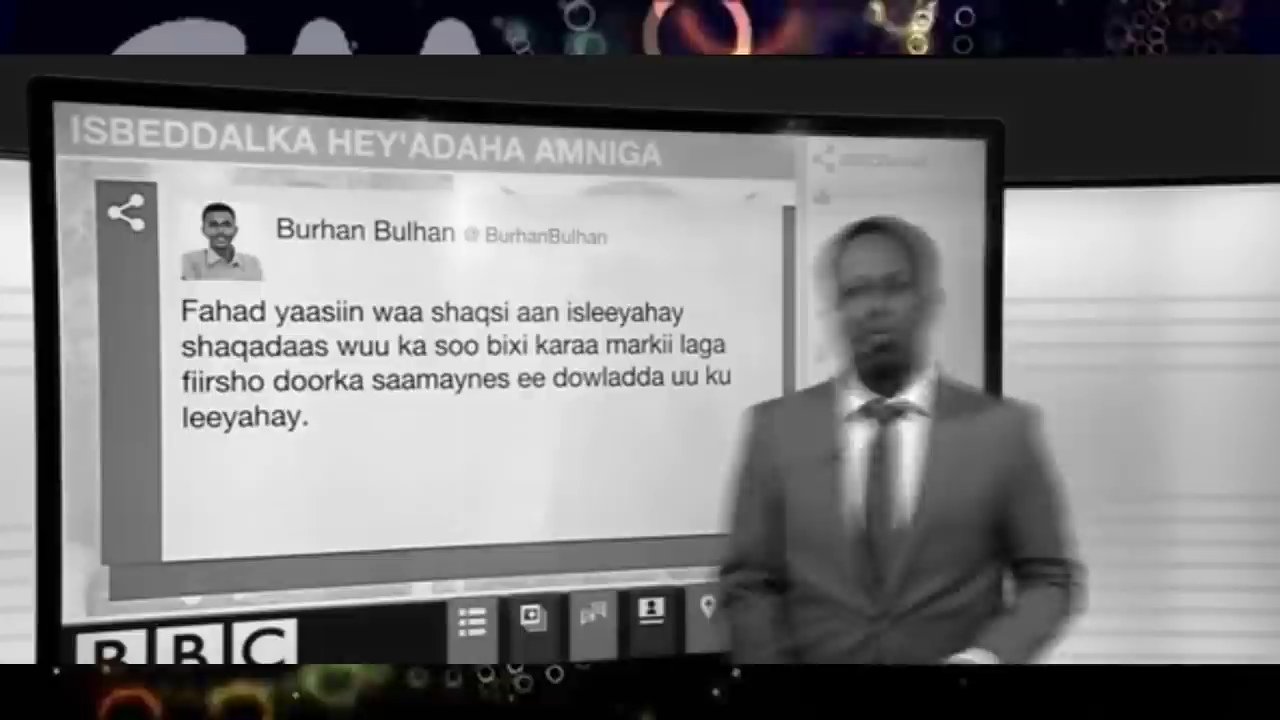 ISBEDDALKA HEY'ADAHA AMNIGA
Burhan Bulhan @BurhanBulhan
Fahad yaasiin waa shaqsi aan isleeyahay
shaqadaas wuu ka soo bixi karaa markii laga
fiirsho doorka saamaynes ee dowladda uu ku
leeyahay.
BBC